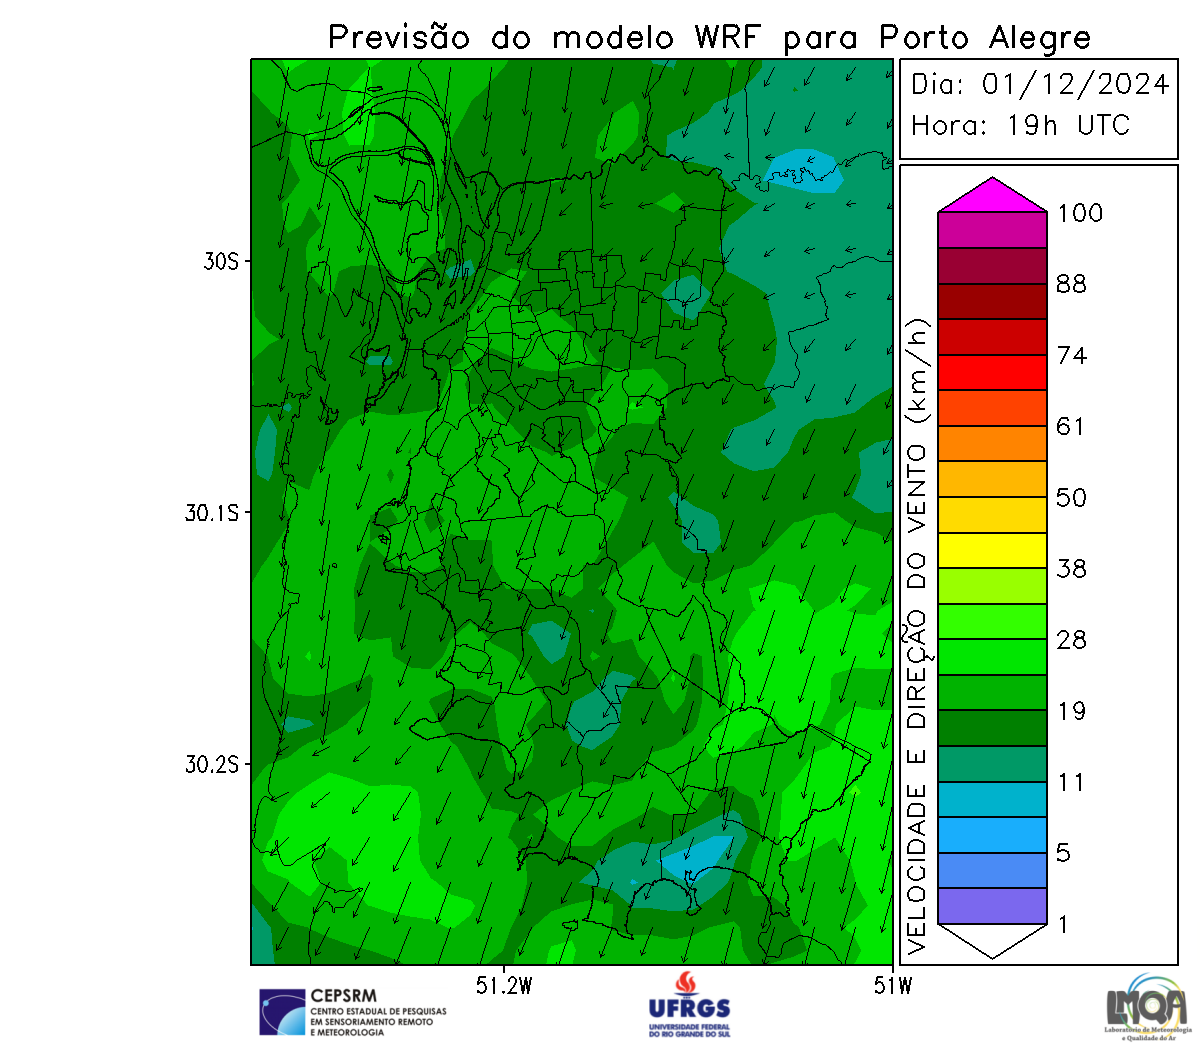 Previsão do modelo WRF para Porto Alegre
Dia: 01/12/2024
Hora: 19h UTC
30S
30.1S
30.2S
51.2W
51W
VELOCIDADE E DIREÇÃO DO VENTO (km/h)
100
88
74
61
50
38
28
19
11
5
1
CEPSRM
CENTRO ESTADUAL DE PESQUISAS
EM SENSORIAMENTO REMOTO
E METEOROLOGIA
UFRGS
UNIVERSIDADE FEDERAL
DO RIO GRANDE DO SUL
LMQA
Laboratório de Meteorologia
e Qualidade do Ar